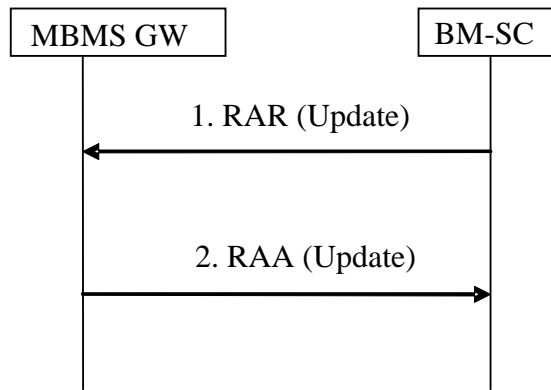 MBMS GW
BM-SC
1. RAR (Update)
2. RAA (Update)